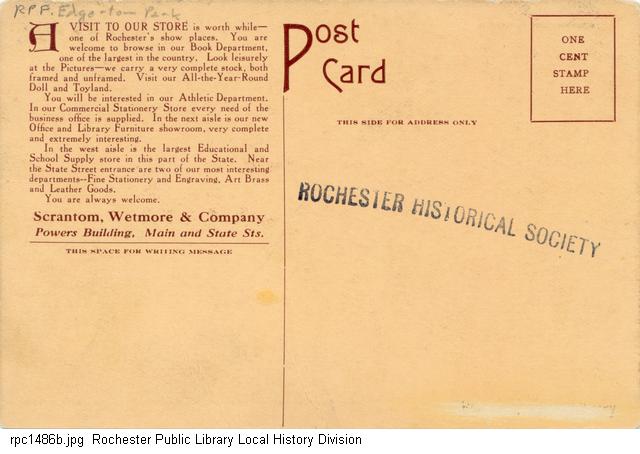 RPF. Edgerton Park
A VISIT TO OUR STORE is worth while—
one of Rochester's show places. You are
welcome to browse in our Book Department,
one of the largest in the country. Look leisurely
at the Pictures—we carry a very complete stock, both
framed and unframed. Visit our All-the-Year-Round
Doll and Toyland.
You will be interested in our Athletic Department.
In our Commercial Stationery Store every need of the
business office is supplied. In the next aisle is our new
Office and Library Furniture showroom, very complete
and extremely interesting.
In the west aisle is the largest Educational and
School Supply store in this part of the State. Near
the State Street entrance are two of our most interesting
departments--Fine Stationery and Engraving, Art Brass
and Leather Goods.
You are always welcome.
Scrantom, Wetmore & Company
Powers Building, Main and State Sts.
THIS SPACE FOR WRITING MESSAGE
Post
Card
THIS SIDE FOR ADDRESS ONLY
ONE
CENT
STAMP
HERE
ROCHESTER HISTORICAL SOCIETY
rpc1486b.jpg Rochester Public Library Local History Division